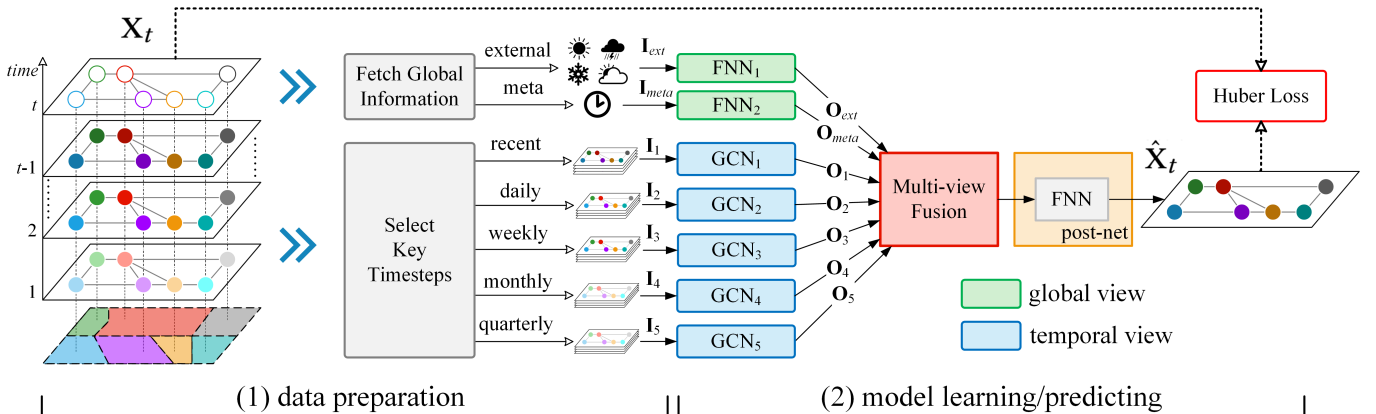 X_t
time
t
t-1
2
1
Fetch Global
Information
external
meta
I_ext
I_meta
FNN_1
FNN_2
O_ext
O_meta
Select
Key
Timesteps
recent
daily
weekly
monthly
quarterly
I_1
I_2
I_3
I_4
I_5
GCN_1
GCN_2
GCN_3
GCN_4
GCN_5
O_1
O_2
O_3
O_4
O_5
Multi-view
Fusion
FNN
post-net
X̂_t
Huber Loss
global view
temporal view
(1) data preparation
(2) model learning/predicting